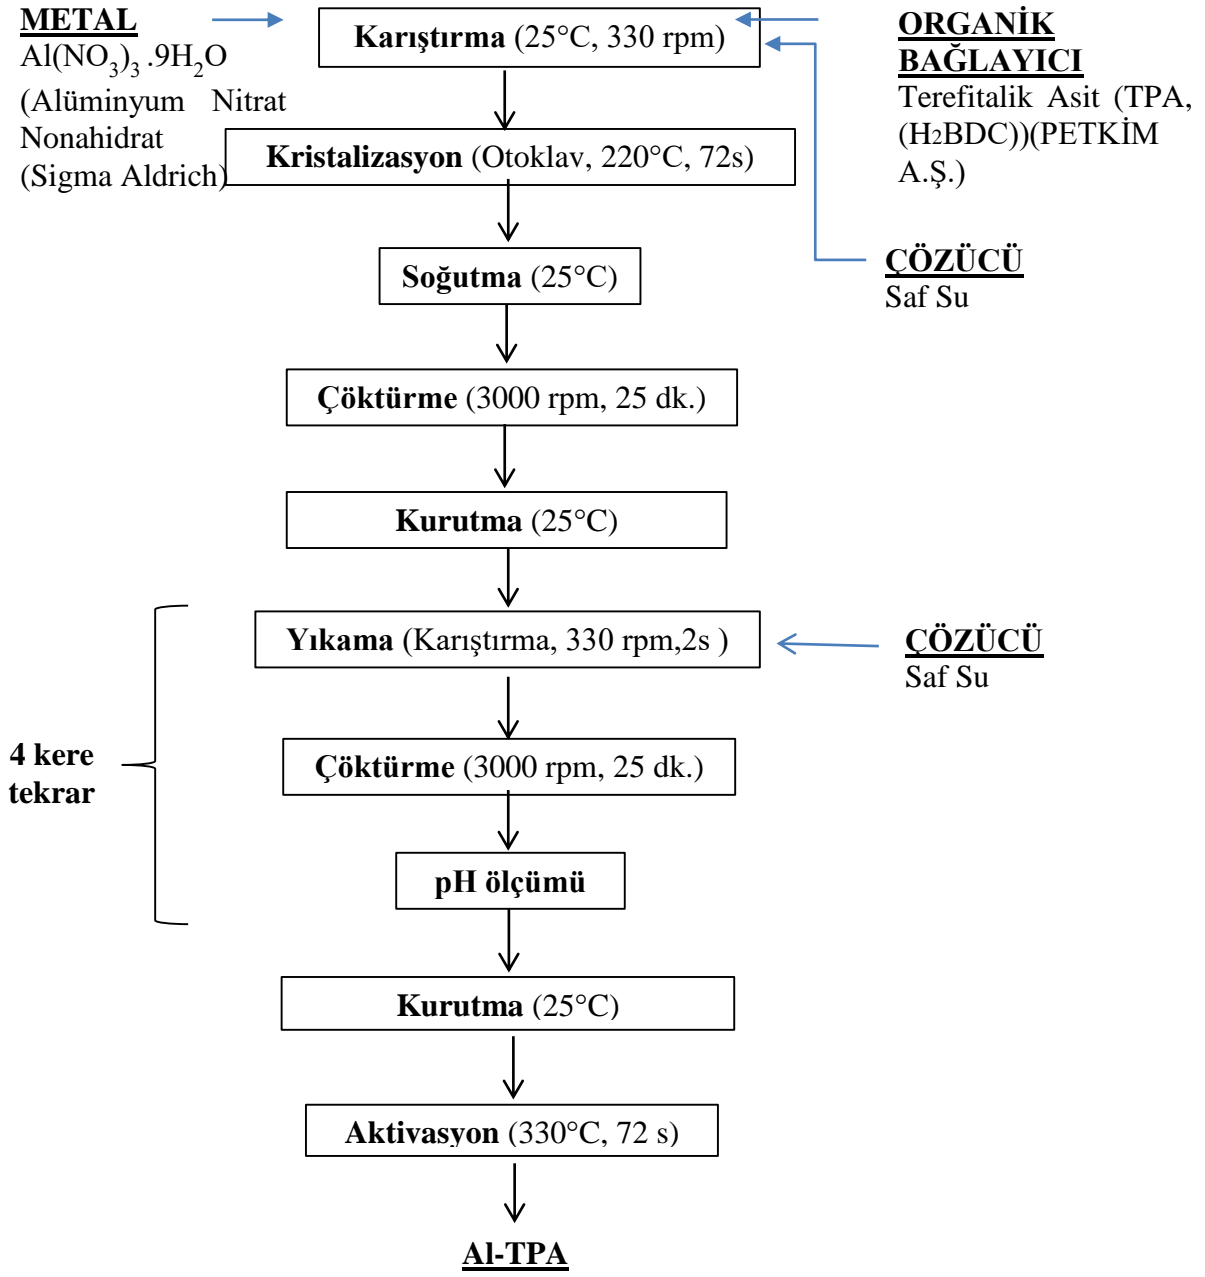 METAL
Al(NO3)3 .9H2O
(Alüminyum Nitrat
Nonahidrat
(Sigma Aldrich)
Karıştırma (25°C, 330 rpm)
ORGANİK
BAĞLAYICI
Terefitalik Asit (TPA,
(H2BDC))(PETKİM
A.Ş.)
Kristalizasyon (Otoklav, 220°C, 72s)
ÇÖZÜCÜ
Saf Su
Soğutma (25°C)
Çöktürme (3000 rpm, 25 dk.)
Kurutma (25°C)
Yıkama (Karıştırma, 330 rpm,2s )
ÇÖZÜCÜ
Saf Su
4 kere
tekrar
Çöktürme (3000 rpm, 25 dk.)
pH ölçümü
Kurutma (25°C)
Aktivasyon (330°C, 72 s)
Al-TPA